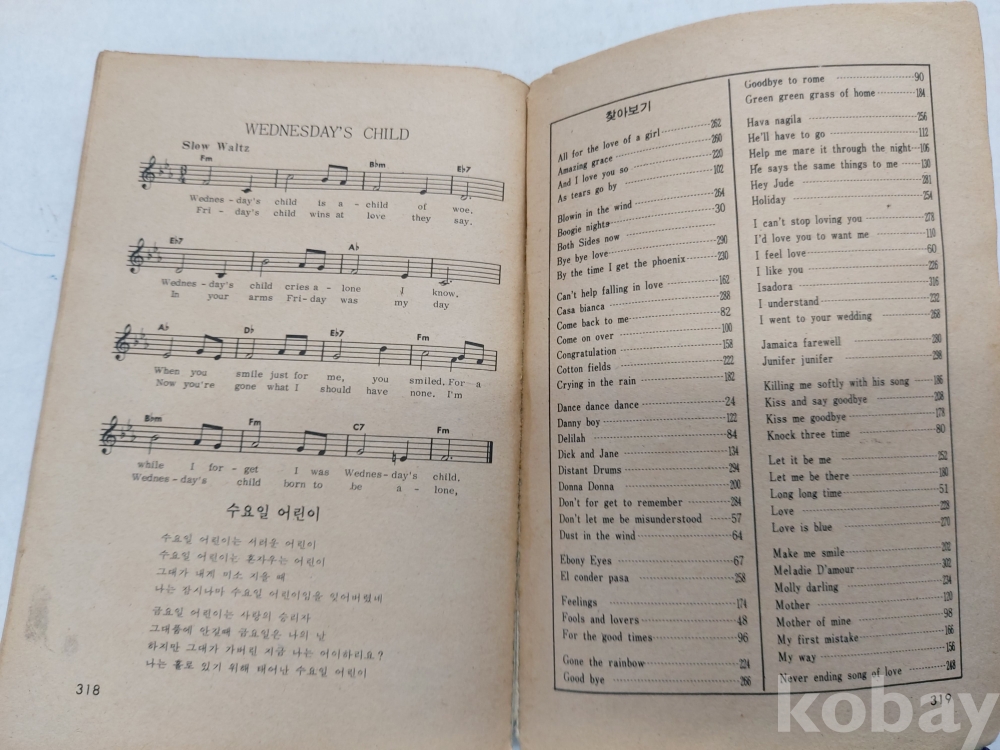 WEDNESDAY'S CHILD
Slow Waltz
Fm B♭m E♭7
Wednes-day's child is a-child of woe.
Fri-day's child wins at love they say.
E♭7 A♭
Wednes-day's child cries a-lone I know.
In your arms Fri-day was my day
A♭ D♭ E♭7 Fm
When you smile just for me, you smiled. For a
Now you're gone what I should have none. I'm
B♭m Fm C7 Fm
while I for-get I was Wednes-day's child.
Wednes-day's child born to be a-lone,
수요일 어린이
수요일 어린이는 서러운 어린이
수요일 어린이는 혼자우는 어린이
그대가 내게 미소 지을 때
나는 잠시나마 수요일 어린이임을 잊어버렸네
금요일 어린이는 사랑의 승리자
그대품에 안길때 금요일은 나의 날
하지만 그대가 가버린 지금 나는 어이하리요?
나는 홀로 있기 위해 태어난 수요일 어린이
318
찾아보기
All for the love of a girl 262
Amazing grace 260
And I love you so 220
As tears go by 102
Blowin in the wind 264
Boogie nights 30
Both Sides now
Bye bye love 290
By the time I get the phoenix 230
Can't help falling in love 162
Casa bianca 288
Come back to me 82
Come on over 100
Congratulation 158
Cotton fields 222
Crying in the rain 182
Dance dance dance 24
Danny boy 122
Delilah 84
Dick and Jane 134
Distant Drums 294
Donna Donna 200
Don't for get to remember 284
Don't let me be misunderstood 57
Dust in the wind 64
Ebony Eyes 67
El conder pasa 258
Feelings 174
Fools and lovers 48
For the good times 96
Gone the rainbow 224
Good bye 266
Goodbye to rome 90
Green green grass of home 184
Hava nagila 256
He'll have to go 112
Help me mare it through the night 106
He says the same things to me 130
Hey Jude 281
Holiday 254
I can't stop loving you 278
I'd love you to want me 110
I feel love 60
I like you 226
Isadora 316
I understand 232
I went to your wedding 268
Jamaica farewell 280
Junifer junifer 298
Killing me softly with his song 186
Kiss and say goodbye 208
Kiss me goodbye 178
Knock three time 80
Let it be me 252
Let me be there 180
Long long time 51
Love 228
Love is blue 270
Make me smile 202
Meladie D'amour 302
Molly darling 234
Mother 120
Mother of mine 98
My first mistake 166
My way 156
Never ending song of love 248
319
kobay